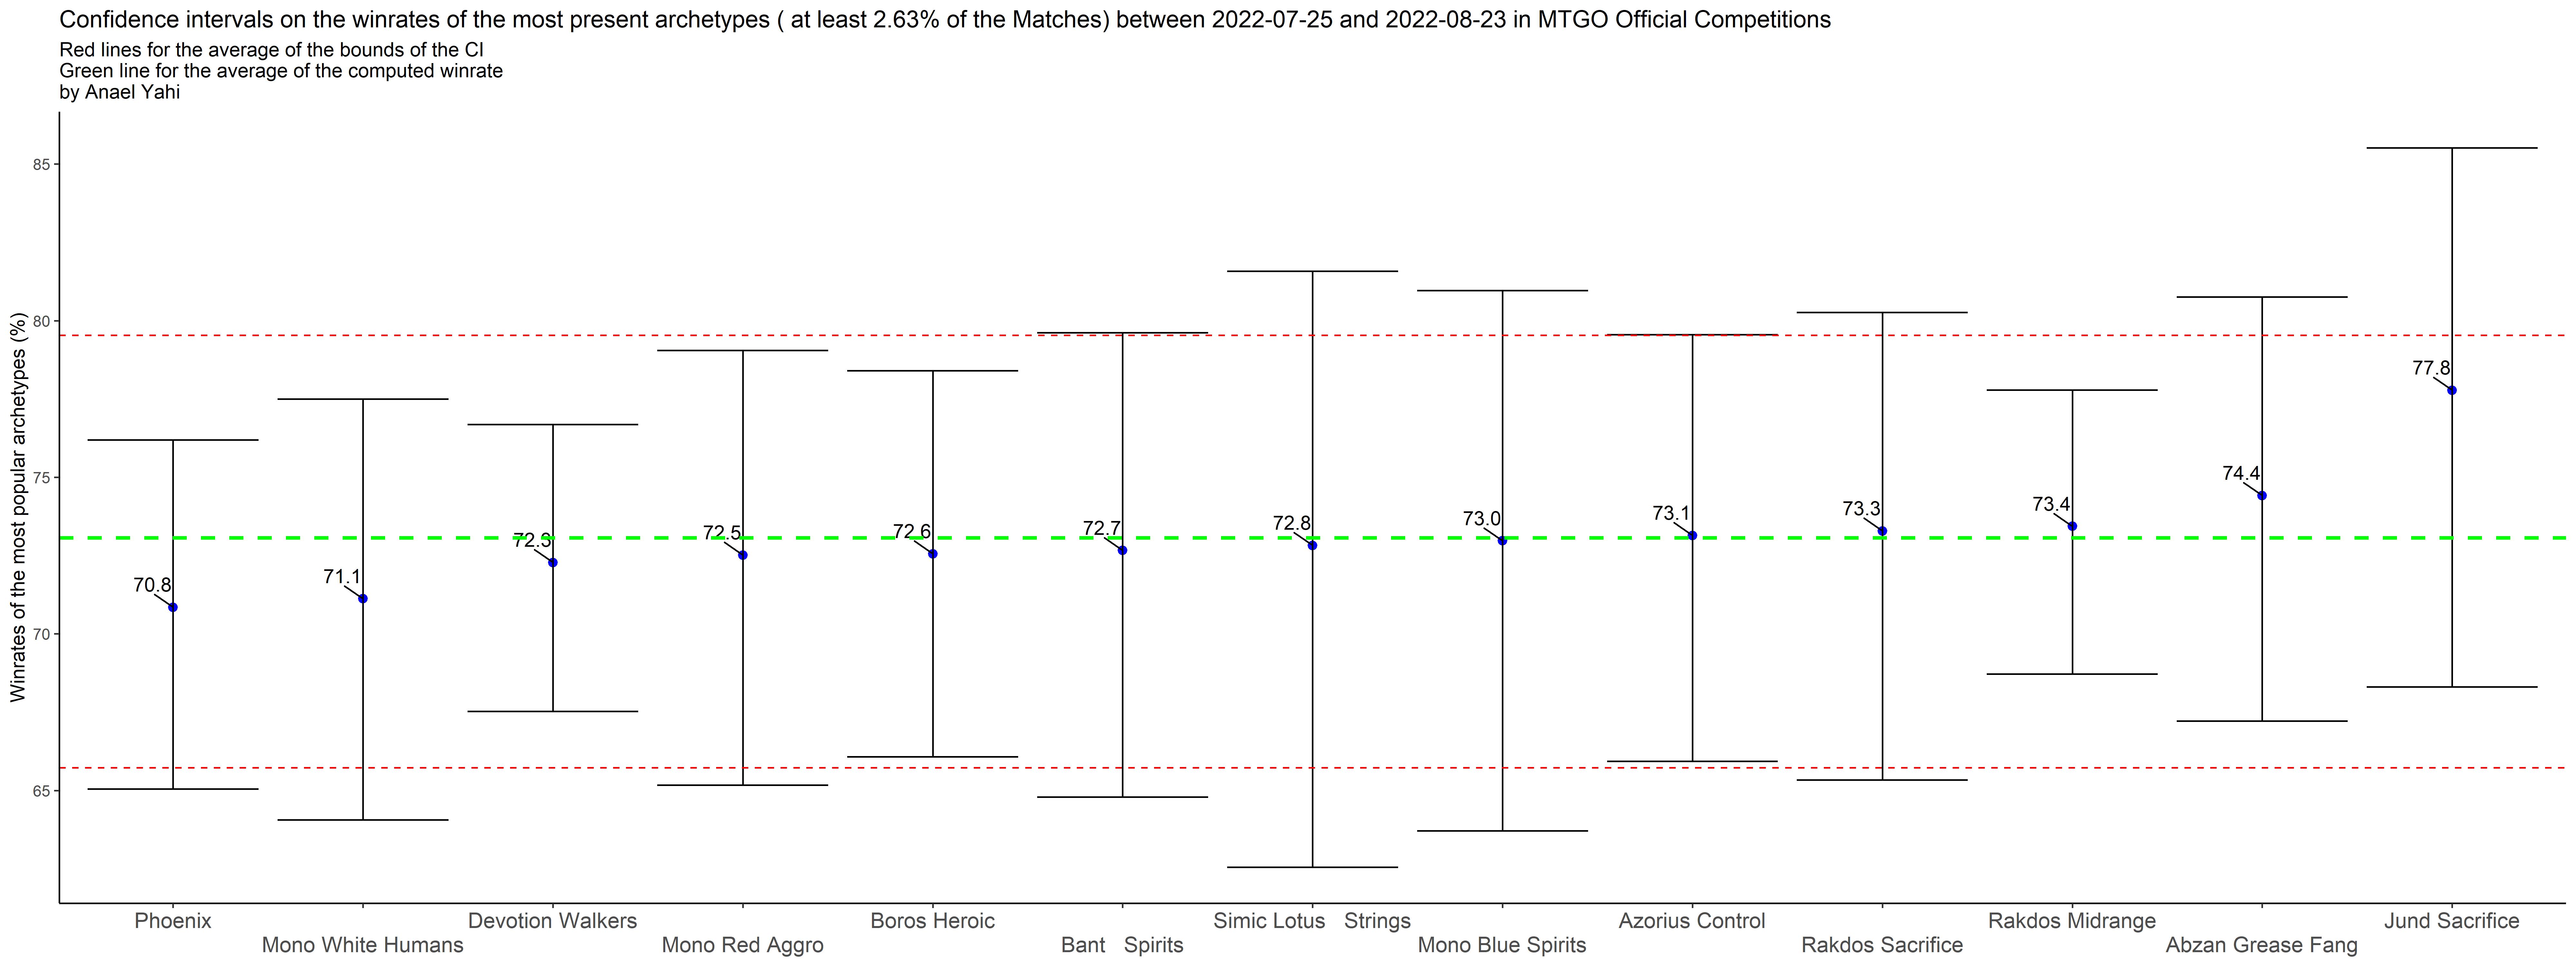 Confidence intervals on the winrates of the most present archetypes ( at least 2.63% of the Matches) between 2022-07-25 and 2022-08-23 in MTGO Official Competitions
Red lines for the average of the bounds of the CI
Green line for the average of the computed winrate
by Anael Yahi
Winrates of the most popular archetypes (%)
85
80
75
70
65
70.8
71.1
72.3
72.5
72.6
72.7
72.8
73.0
73.1
73.3
73.4
74.4
77.8
Phoenix
Mono White Humans
Devotion Walkers
Mono Red Aggro
Boros Heroic
Bant   Spirits
Simic Lotus   Strings
Mono Blue Spirits
Azorius Control
Rakdos Sacrifice
Rakdos Midrange
Abzan Grease Fang
Jund Sacrifice